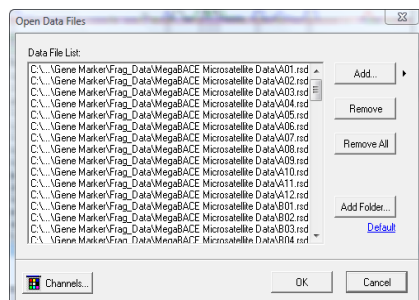 Open Data Files
Data File List:
C:\...\Gene Marker\Frag_Data\MegaBACE Microsatellite Data\A01.rsd
C:\...\Gene Marker\Frag_Data\MegaBACE Microsatellite Data\A02.rsd
C:\...\Gene Marker\Frag_Data\MegaBACE Microsatellite Data\A03.rsd
C:\...\Gene Marker\Frag_Data\MegaBACE Microsatellite Data\A04.rsd
C:\...\Gene Marker\Frag_Data\MegaBACE Microsatellite Data\A05.rsd
C:\...\Gene Marker\Frag_Data\MegaBACE Microsatellite Data\A06.rsd
C:\...\Gene Marker\Frag_Data\MegaBACE Microsatellite Data\A07.rsd
C:\...\Gene Marker\Frag_Data\MegaBACE Microsatellite Data\A08.rsd
C:\...\Gene Marker\Frag_Data\MegaBACE Microsatellite Data\A09.rsd
C:\...\Gene Marker\Frag_Data\MegaBACE Microsatellite Data\A10.rsd
C:\...\Gene Marker\Frag_Data\MegaBACE Microsatellite Data\A11.rsd
C:\...\Gene Marker\Frag_Data\MegaBACE Microsatellite Data\A12.rsd
C:\...\Gene Marker\Frag_Data\MegaBACE Microsatellite Data\B01.rsd
C:\...\Gene Marker\Frag_Data\MegaBACE Microsatellite Data\B02.rsd
C:\...\Gene Marker\Frag_Data\MegaBACE Microsatellite Data\B03.rsd
C:\...\Gene Marker\Frag_Data\MegaBACE Microsatellite Data\B04.rsd
Add...
Remove
Remove All
Add Folder...
Default
Channels...
OK
Cancel